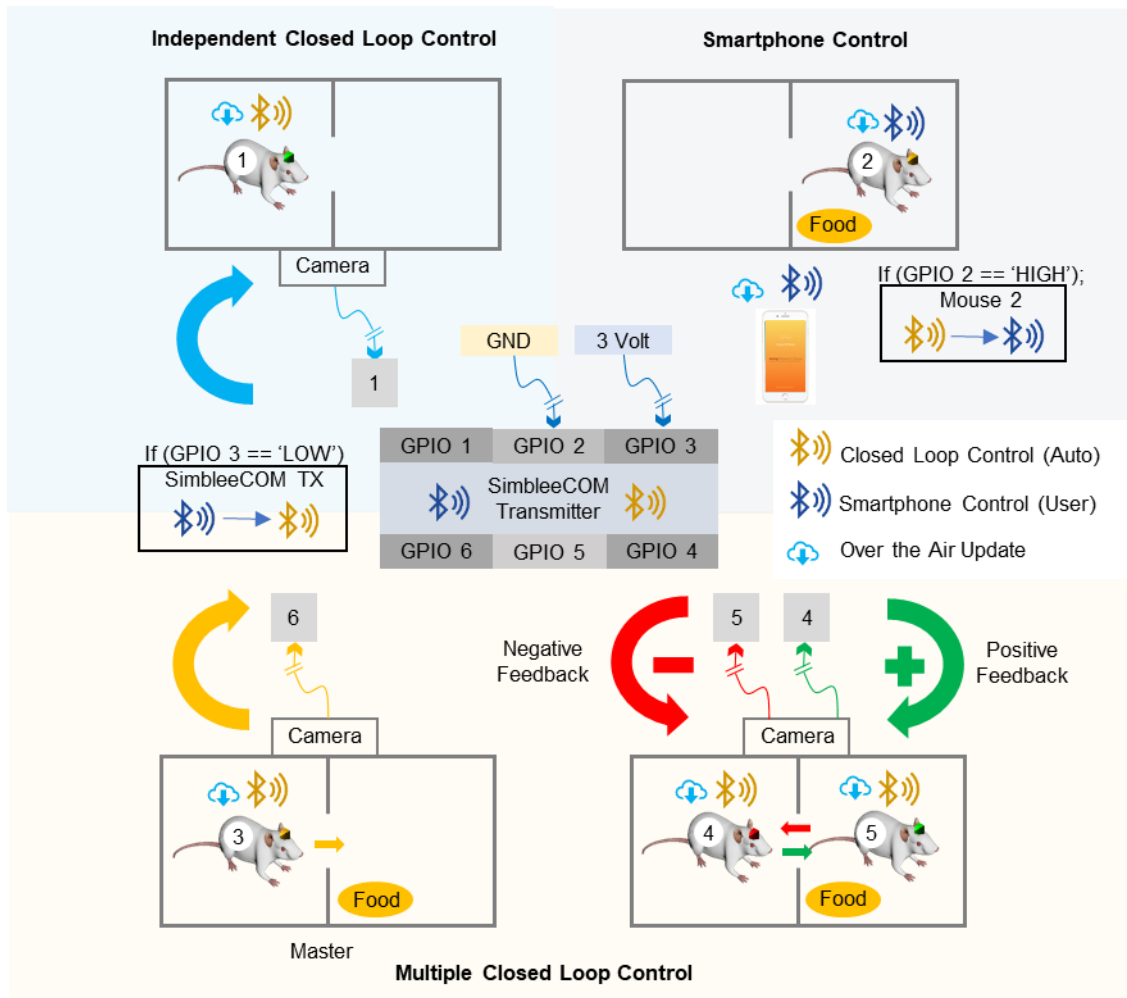 Independent Closed Loop Control
Smartphone Control
1
2
Food
Camera
If (GPIO 2 == ‘HIGH’);
Mouse 2
GND
3 Volt
1
GPIO 1
GPIO 2
GPIO 3
If (GPIO 3 == ‘LOW’)
SimbleeCOM TX
SimbleeCOM
Transmitter
Closed Loop Control (Auto)
Smartphone Control (User)
Over the Air Update
GPIO 6
GPIO 5
GPIO 4
6
5
4
Negative
Feedback
Positive
Feedback
Camera
Camera
3
4
5
Food
Food
Master
Multiple Closed Loop Control